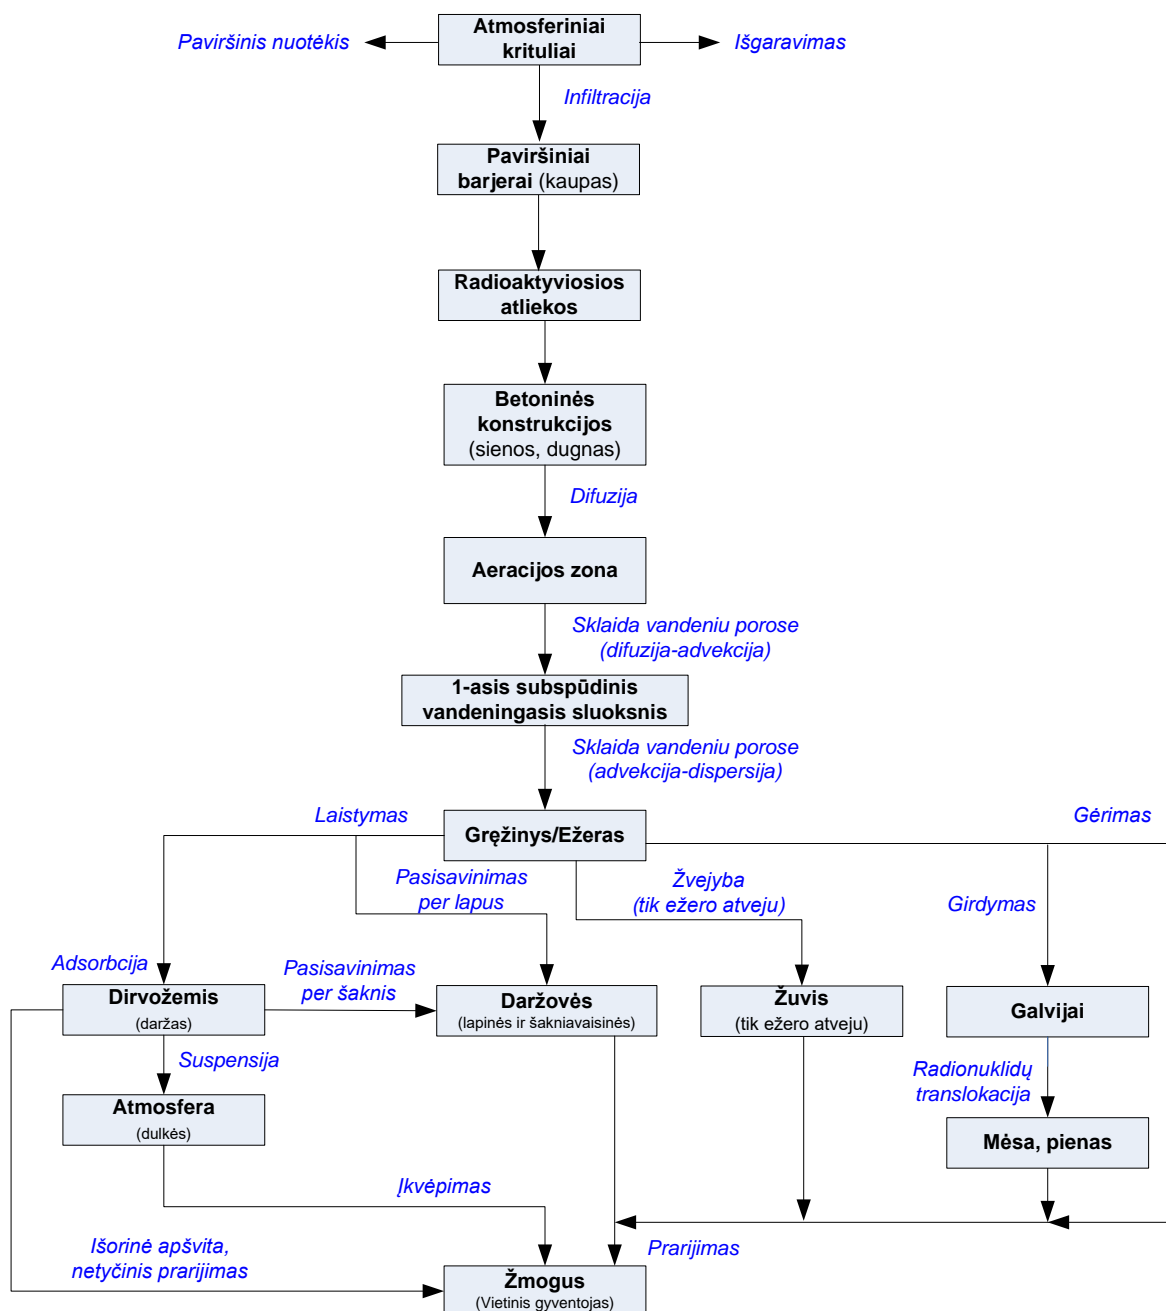 Atmosferiniai
krituliai
Paviršinis nuotėkis
Išgaravimas
Infiltracija
Paviršiniai
barjerai (kaupas)
Radioaktyviosios
atliekos
Betoninės
konstrukcijos
(sienos, dugnas)
Difuzija
Aeracijos zona
Sklaida vandeniu porose
(difuzija-advekcija)
1-asis subspūdinis
vandeningasis sluoksnis
Sklaida vandeniu porose
(advekcija-dispersija)
Laistymas
Gręžinys/Ežeras
Gėrimas
Pasisavinimas
per lapus
Žvejyba
(tik ežero atveju)
Girdymas
Adsorbcija
Pasisavinimas
per šaknis
Dirvožemis
(daržas)
Daržovės
(lapinės ir šakniavaisinės)
Žuvis
(tik ežero atveju)
Galvijai
Suspensija
Radionuklidų
translokacija
Atmosfera
(dulkės)
Mėsa, pienas
Įkvėpimas
Išorinė apšvita,
netyčinis prarijimas
Prarijimas
Žmogus
(Vietinis gyventojas)